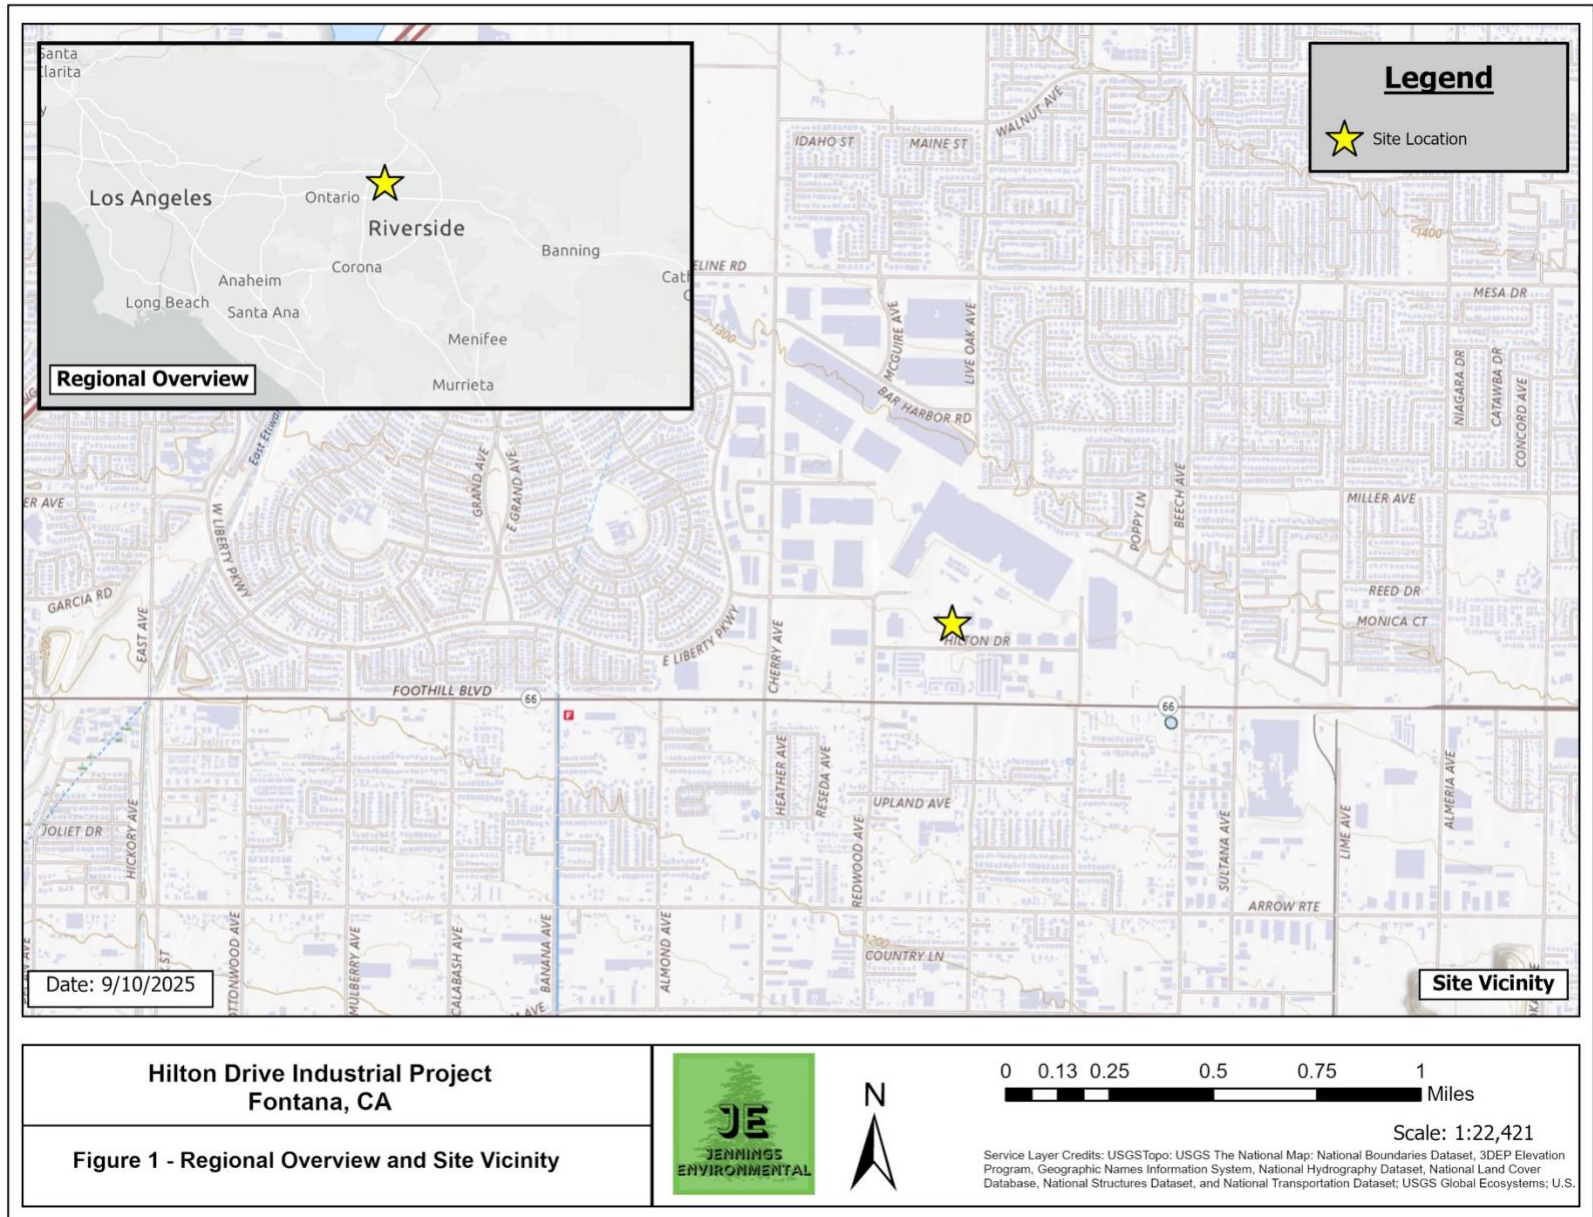 Santa
Clarita
Los Angeles
Ontario
Riverside
Banning
Corona
Anaheim
Long Beach
Santa Ana
Menifee
Murrieta
Regional Overview
Legend
Site Location
IDAHO ST
MAINE ST
WALNUT AVE
1400
ELINE RD
MESA DR
1300
MCGUIRE AVE
LIVE OAK AVE
BAR HARBOR RD
NIAGARA DR
CATAWBA DR
CONCORD AVE
East Etiwan
GRAND AVE
E GRAND AVE
ER AVE
W LIBERTY PKWY
POPPY LN
BEECH AVE
MILLER AVE
GARCIA RD
EAST AVE
1200
E LIBERTY PKWY
CHERRY AVE
HILTON DR
REED DR
MONICA CT
FOOTHILL BLVD
66
66
F
HEATHER AVE
RESEDA AVE
UPLAND AVE
REDWOOD AVE
JOLIET DR
HICKORY AVE
SULTANA AVE
LIME AVE
ALMERIA AVE
ARROW RTE
OTTONWOOD AVE
MULBERRY AVE
CALABASH AVE
BANANA AVE
ALMOND AVE
1200
COUNTRY LN
Date: 9/10/2025
Site Vicinity
Hilton Drive Industrial Project
Fontana, CA
Figure 1 - Regional Overview and Site Vicinity
JE
JENNINGS
ENVIRONMENTAL
N
0 0.13 0.25 0.5 0.75 1
Miles
Scale: 1:22,421
Service Layer Credits: USGSTopo: USGS The National Map: National Boundaries Dataset, 3DEP Elevation
Program, Geographic Names Information System, National Hydrography Dataset, National Land Cover
Database, National Structures Dataset, and National Transportation Dataset; USGS Global Ecosystems; U.S.